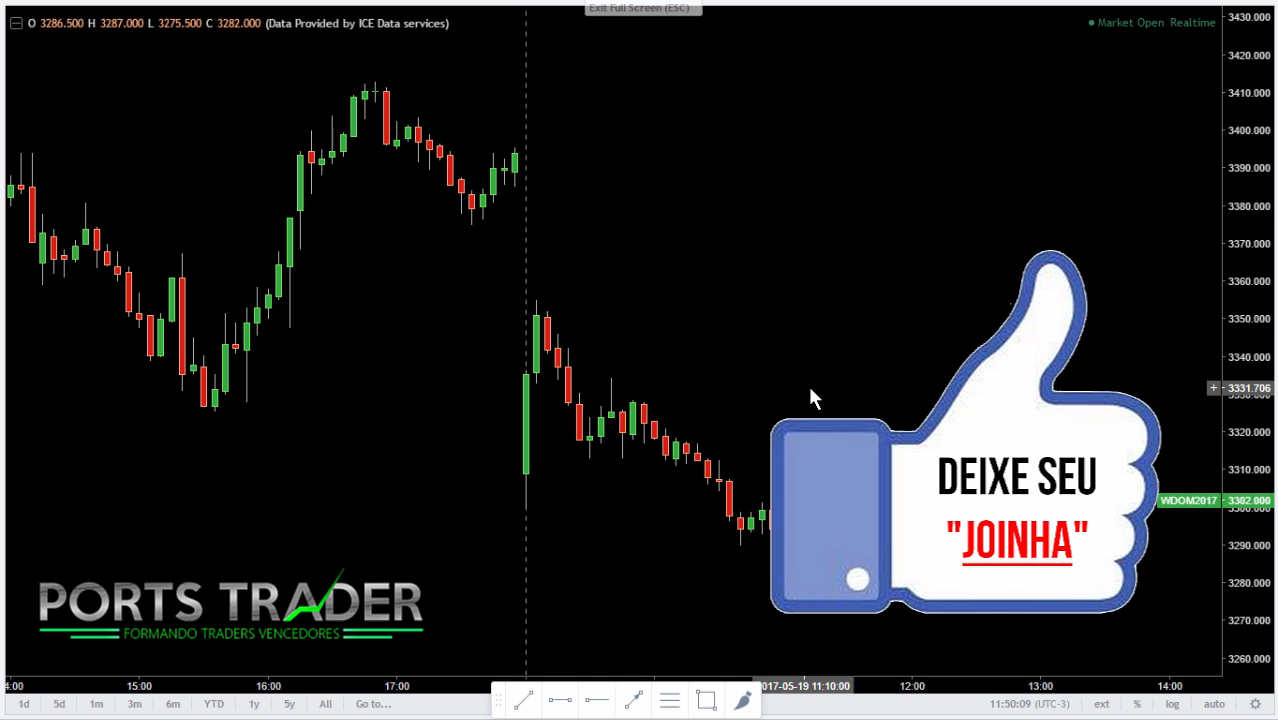 Exit Full Screen (ESC)
O 3286.500 H 3287.000 L 3275.500 C 3282.000 (Data Provided by ICE Data services)
Market Open Realtime
3430.000
3420.000
3410.000
3400.000
3390.000
3380.000
3370.000
3360.000
3350.000
3340.000
3331.706
3320.000
3310.000
WDOM2017 3302.000
3290.000
3280.000
3270.000
3260.000
DEIXE SEU
"JOINHA"
PORTS TRADER
FORMANDO TRADERS VENCEDORES
4:00 15:00 16:00 17:00 2017-05-19 11:10:00 12:00 13:00 14:00
1d 5d 1m 3m 6m YTD 1y 5y All Go to... 11:50:09 (UTC-3) ext % log auto